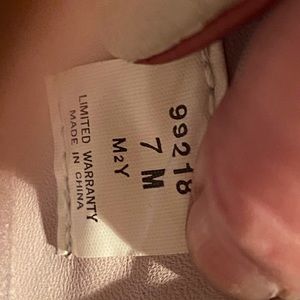 99218
7 M
M2Y
LIMITED WARRANTY
MADE IN CHINA